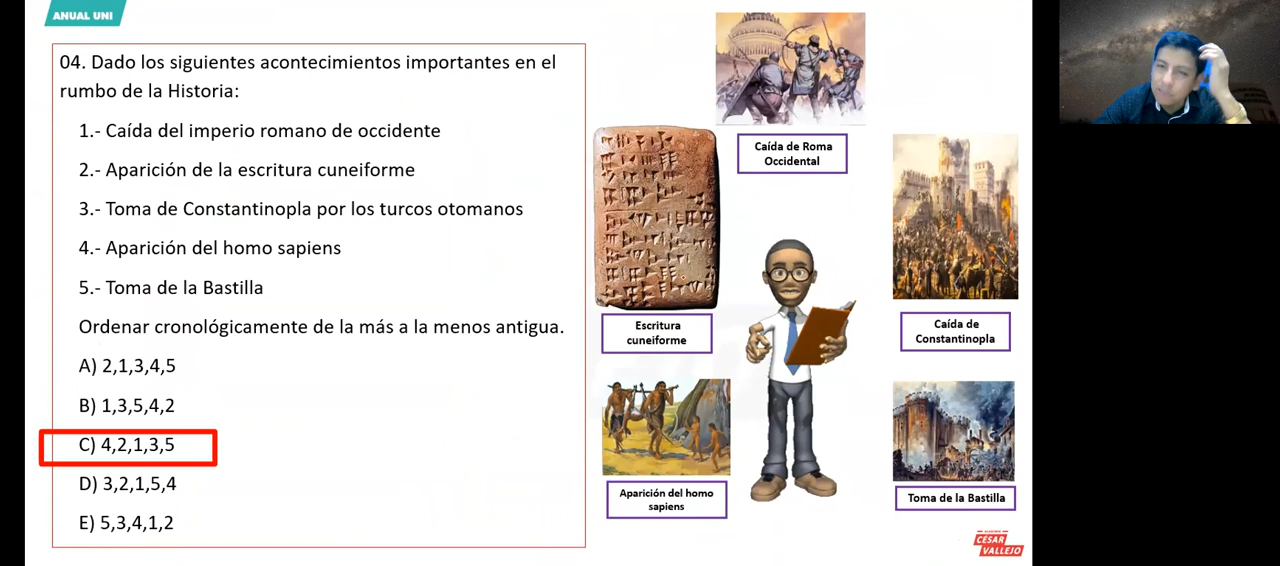 ANUAL UNI
04. Dado los siguientes acontecimientos importantes en el
rumbo de la Historia:
1.- Caída del imperio romano de occidente
2.- Aparición de la escritura cuneiforme
3.- Toma de Constantinopla por los turcos otomanos
4.- Aparición del homo sapiens
5.- Toma de la Bastilla
Ordenar cronológicamente de la más a la menos antigua.
A) 2,1,3,4,5
B) 1,3,5,4,2
C) 4,2,1,3,5
D) 3,2,1,5,4
E) 5,3,4,1,2
Caída de Roma
Occidental
Escritura
cuneiforme
Caída de
Constantinopla
Aparición del homo
sapiens
Toma de la Bastilla
CÉSAR
VALLEJO